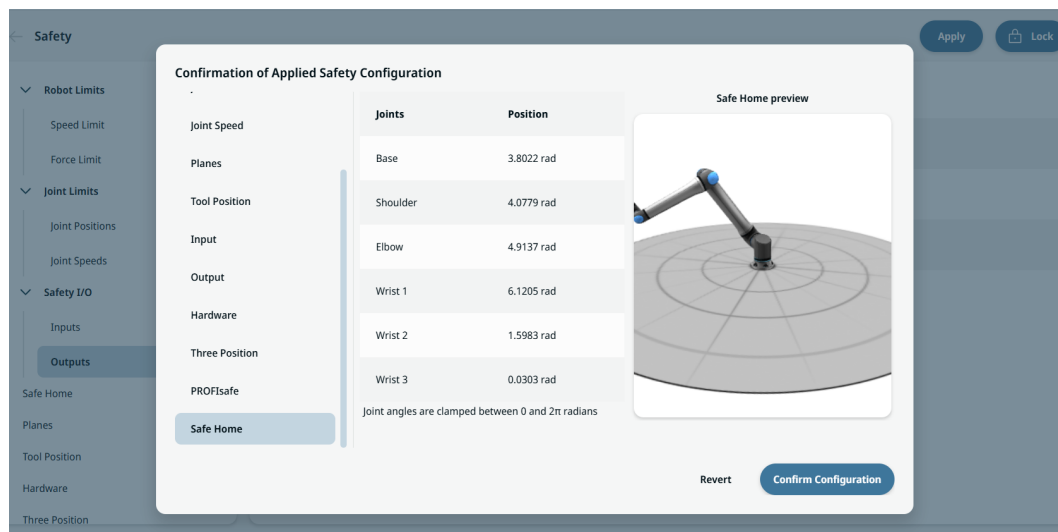 Safety
Apply
Lock
Robot Limits
Speed Limit
Force Limit
Joint Limits
Joint Positions
Joint Speeds
Safety I/O
Inputs
Outputs
Safe Home
Planes
Tool Position
Hardware
Three Position
Confirmation of Applied Safety Configuration
Joint Speed
Planes
Tool Position
Input
Output
Hardware
Three Position
PROFIsafe
Safe Home
Joints Position
Base 3.8022 rad
Shoulder 4.0779 rad
Elbow 4.9137 rad
Wrist 1 6.1205 rad
Wrist 2 1.5983 rad
Wrist 3 0.0303 rad
Joint angles are clamped between 0 and 2π radians
Safe Home preview
Revert
Confirm Configuration